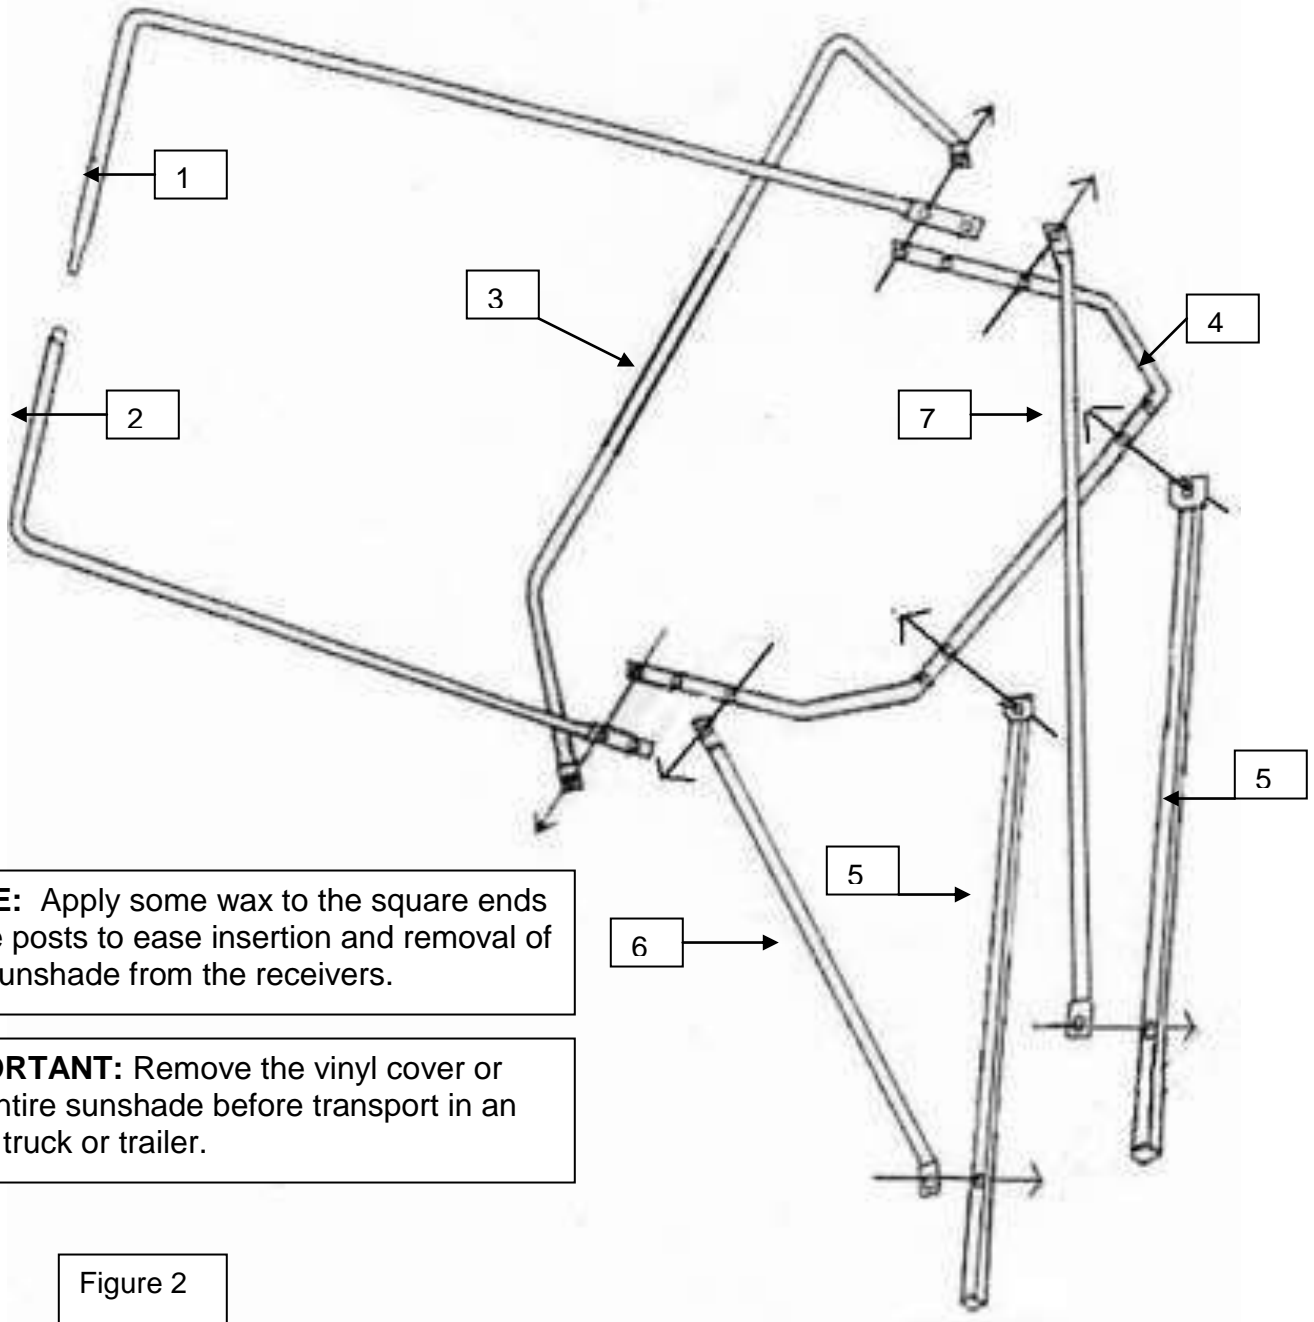 1
3
4
2
7
5
5
6
E: Apply some wax to the square ends
e posts to ease insertion and removal of
unshade from the receivers.
ORTANT: Remove the vinyl cover or
ntire sunshade before transport in an
truck or trailer.
Figure 2